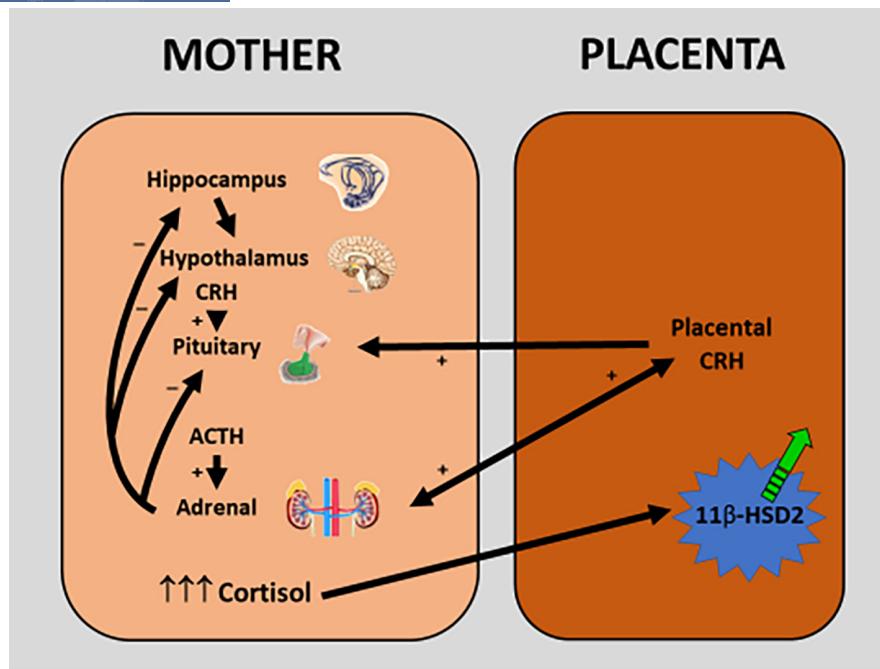 MOTHER
PLACENTA
Hippocampus
–
Hypothalamus
–
CRH
+
Pituitary
–
ACTH
+
Adrenal
↑↑↑ Cortisol
+
+
+
Placental
CRH
11β-HSD2